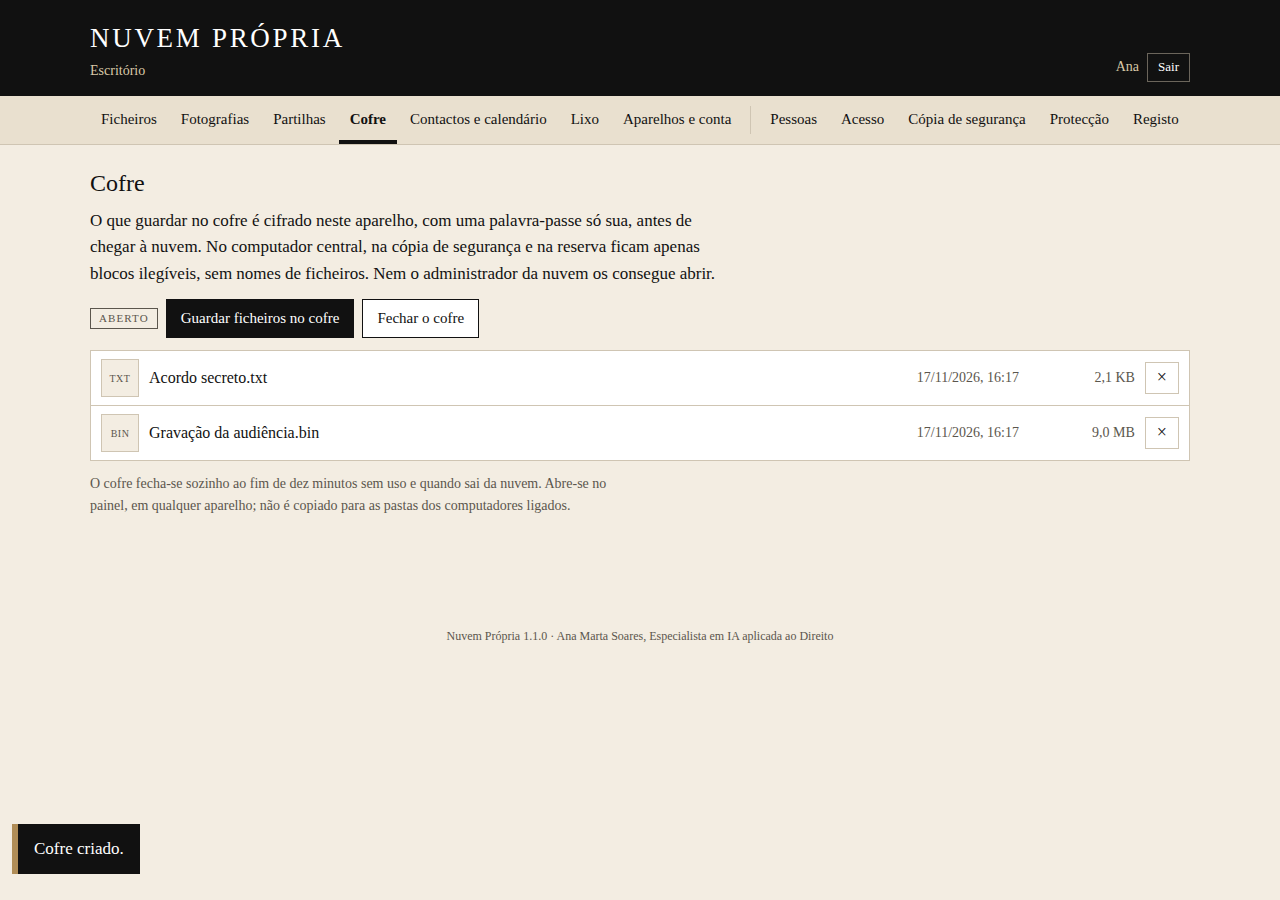 NUVEM PRÓPRIA
Escritório
Ana
Sair
Ficheiros
Fotografias
Partilhas
Cofre
Contactos e calendário
Lixo
Aparelhos e conta
Pessoas
Acesso
Cópia de segurança
Protecção
Registo
Cofre
O que guardar no cofre é cifrado neste aparelho, com uma palavra-passe só sua, antes de
chegar à nuvem. No computador central, na cópia de segurança e na reserva ficam apenas
blocos ilegíveis, sem nomes de ficheiros. Nem o administrador da nuvem os consegue abrir.
ABERTO
Guardar ficheiros no cofre
Fechar o cofre
TXT
Acordo secreto.txt
17/11/2026, 16:17
2,1 KB
×
BIN
Gravação da audiência.bin
17/11/2026, 16:17
9,0 MB
×
O cofre fecha-se sozinho ao fim de dez minutos sem uso e quando sai da nuvem. Abre-se no
painel, em qualquer aparelho; não é copiado para as pastas dos computadores ligados.
Nuvem Própria 1.1.0 · Ana Marta Soares, Especialista em IA aplicada ao Direito
Cofre criado.